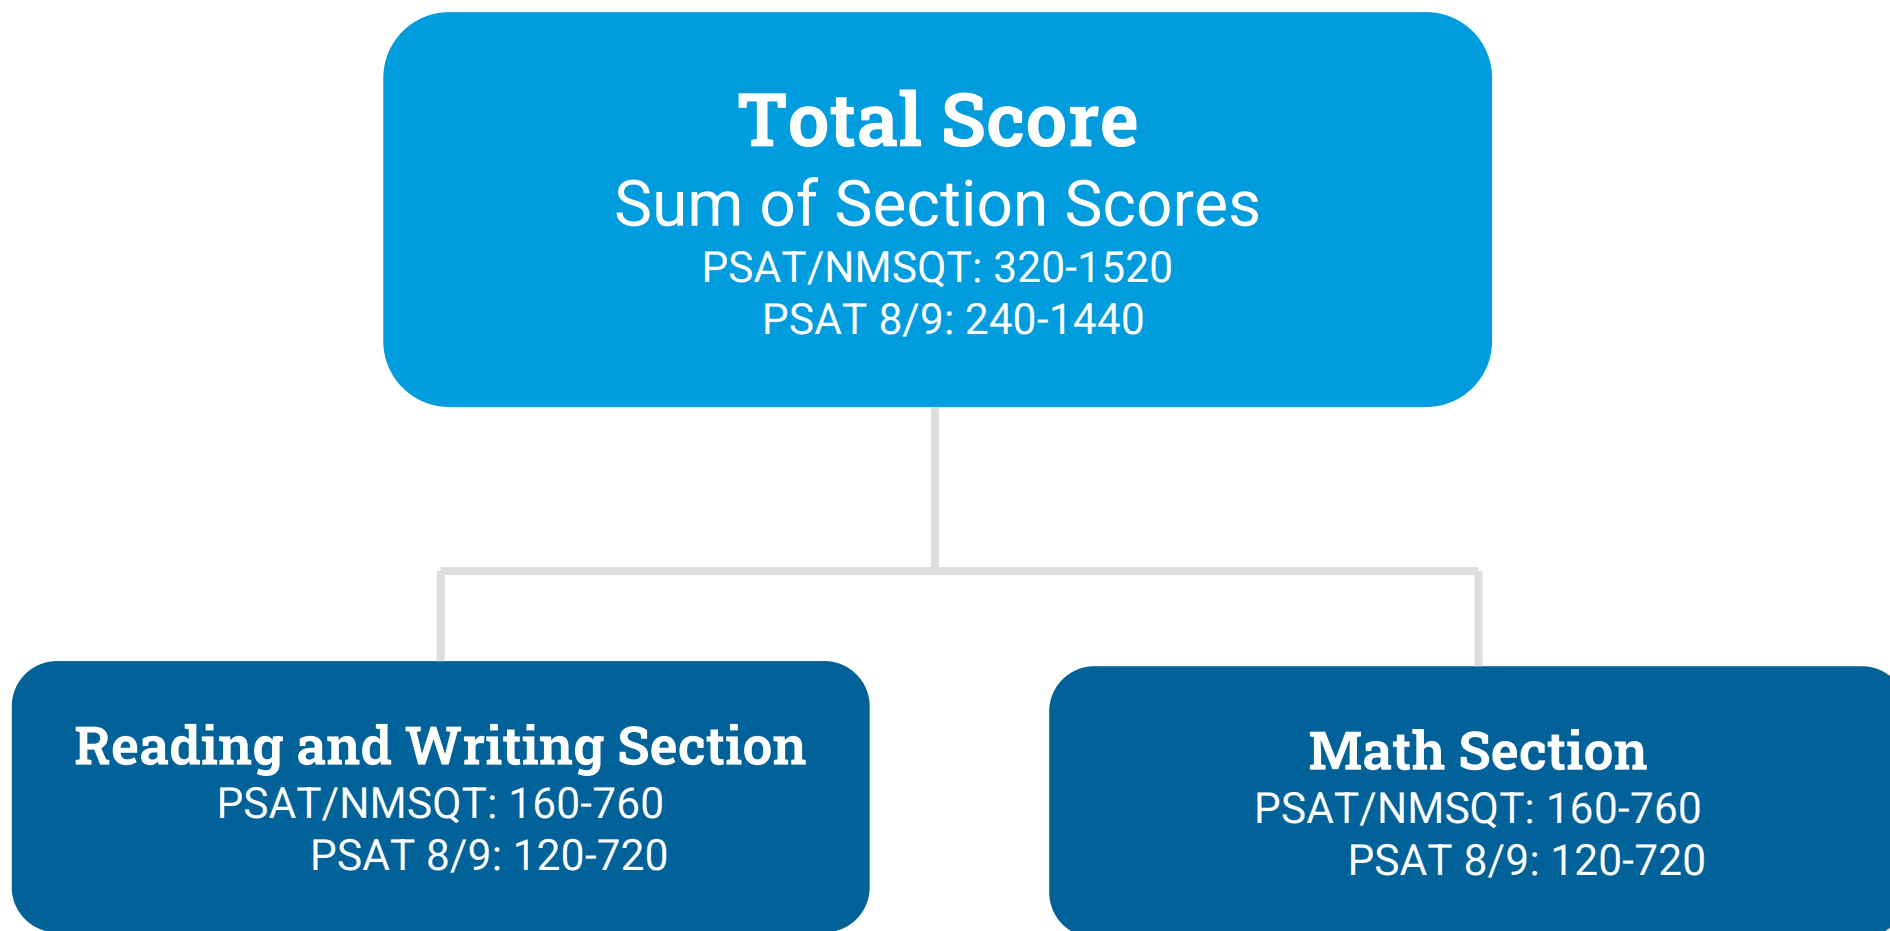 Total Score
Sum of Section Scores
PSAT/NMSQT: 320-1520
PSAT 8/9: 240-1440
Reading and Writing Section
PSAT/NMSQT: 160-760
PSAT 8/9: 120-720
Math Section
PSAT/NMSQT: 160-760
PSAT 8/9: 120-720